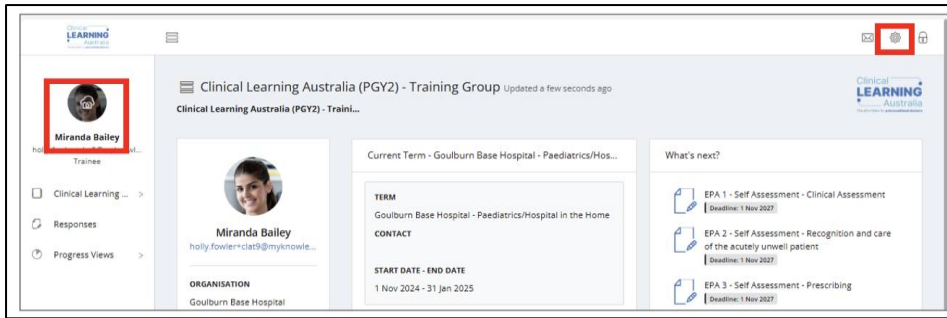 Clinical
LEARNING
Australia
Clinical Learning Australia (PGY2) - Training Group Updated a few seconds ago
Clinical Learning Australia (PGY2) - Traini...
Clinical
LEARNING
Australia
Miranda Bailey
Trainee
Clinical Learning ... >
Responses
Progress Views >
Miranda Bailey
holly.fowler+clat9@myknowle...
ORGANISATION
Goulburn Base Hospital
Current Term - Goulburn Base Hospital - Paediatrics/Hos...
TERM
Goulburn Base Hospital - Paediatrics/Hospital in the Home
CONTACT
START DATE - END DATE
1 Nov 2024 - 31 Jan 2025
What's next?
EPA 1 - Self Assessment - Clinical Assessment
Deadline: 1 Nov 2027
EPA 2 - Self Assessment - Recognition and care
of the acutely unwell patient
Deadline: 1 Nov 2027
EPA 3 - Self Assessment - Prescribing
Deadline: 1 Nov 2027